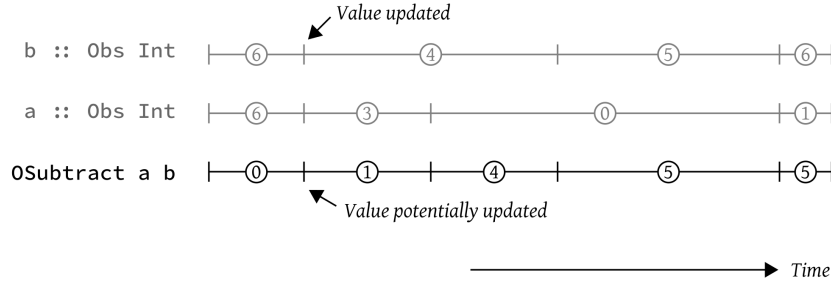 Value updated
b :: Obs Int 6 4 5 6
a :: Obs Int 6 3 0 1
OSubtract a b 0 1 4 5 5
Value potentially updated
Time